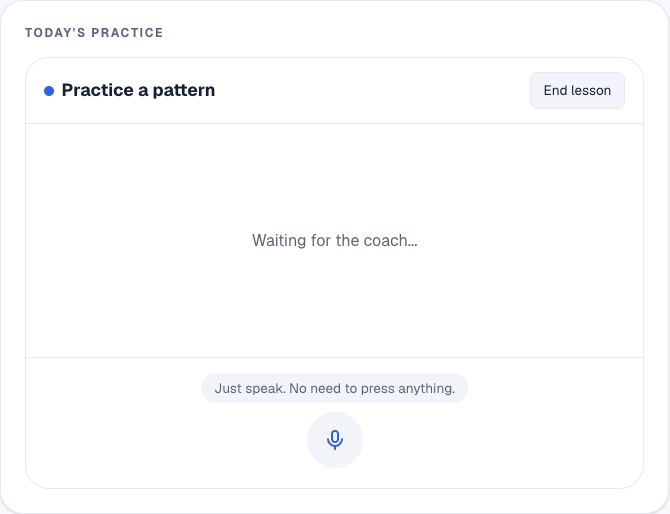 TODAY'S PRACTICE
Practice a pattern
End lesson
Waiting for the coach...
Just speak. No need to press anything.